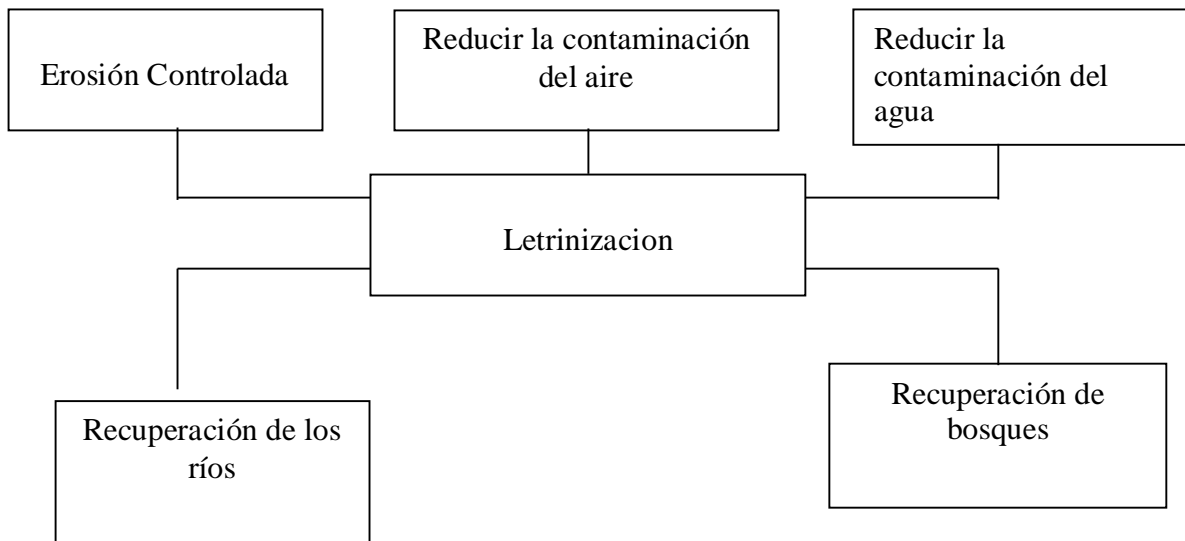 Erosión Controlada
Reducir la contaminación
del aire
Reducir la
contaminación del
agua
Letrinizacion
Recuperación de los
ríos
Recuperación de
bosques